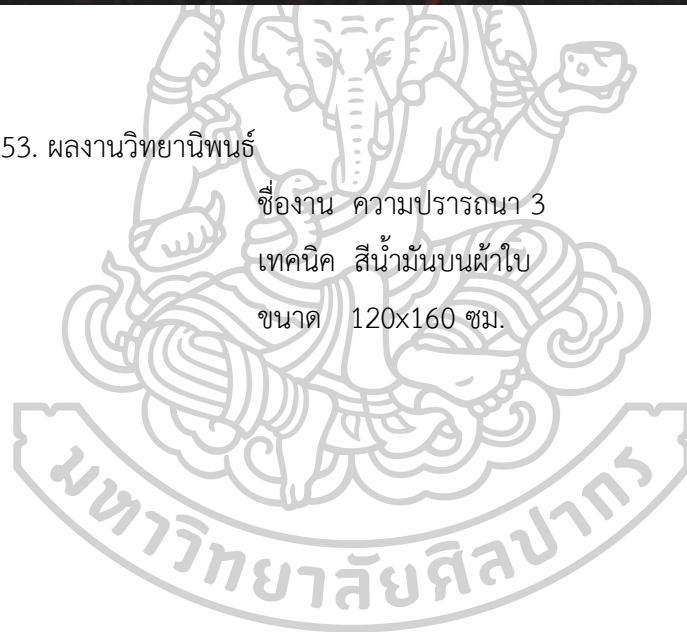 53. ผลงานวิทยานิพนธ์
ชื่องาน ความปรารถนา 3
เทคนิค สีน้ำมันบนผ้าใบ
ขนาด 120x160 ซม.
มหาวิทยาลัยศิลปากร